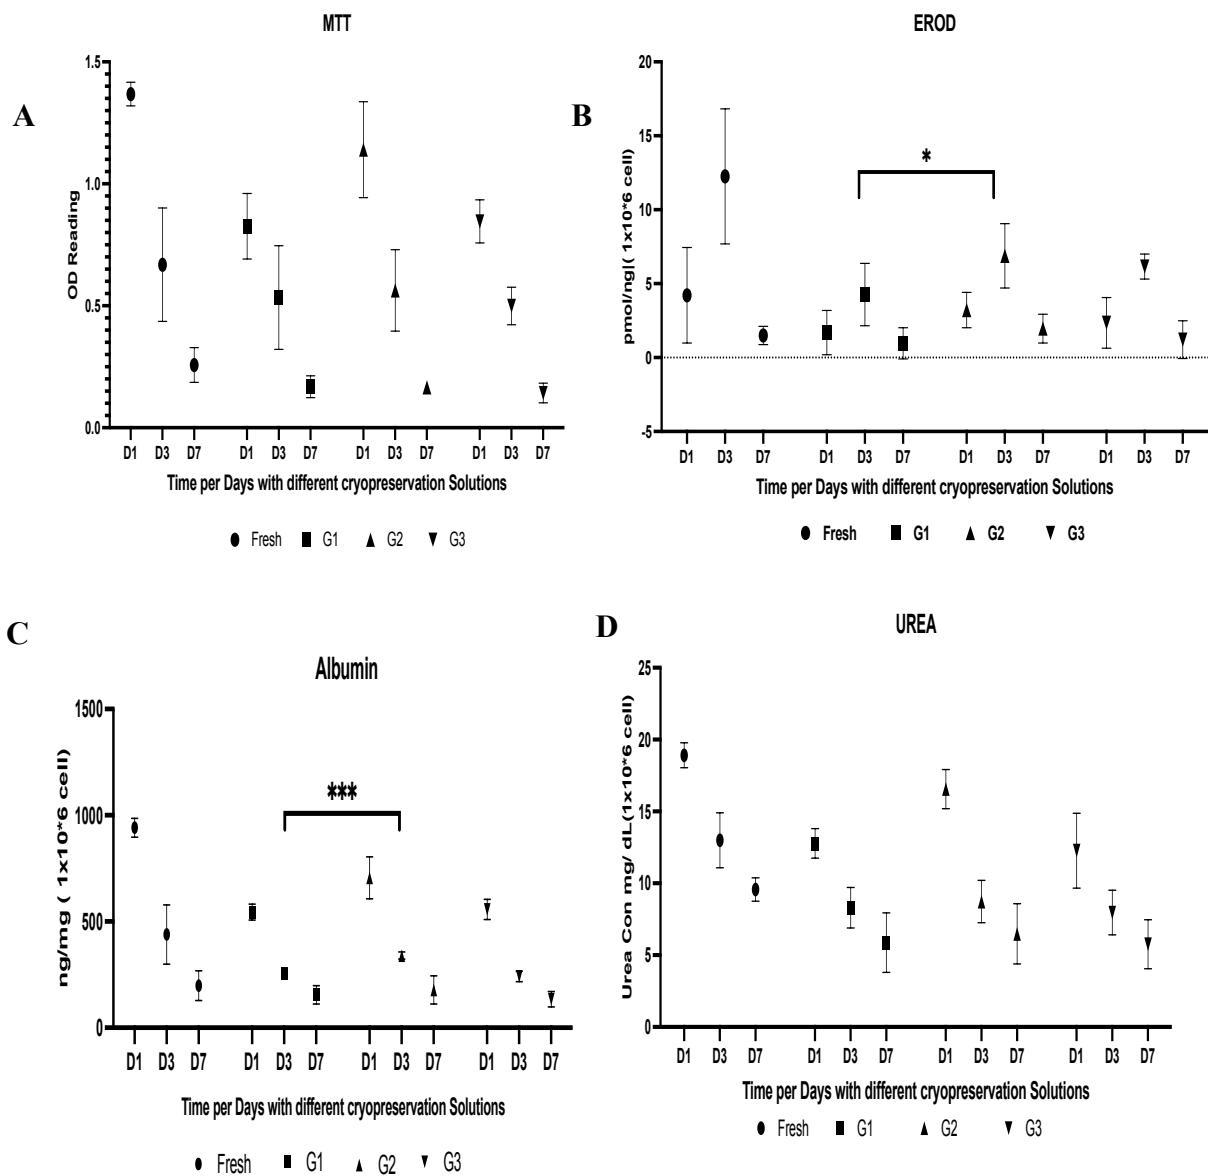 A
MTT
OD Reading
1.5
1.0
0.5
0.0
D1 D3 D7 D1 D3 D7 D1 D3 D7 D1 D3 D7
Time per Days with different cryopreservation Solutions
Fresh G1 G2 G3
B
EROD
pmol/ng|( 1x10*6 cell)
20
15
10
5
0
-5
*
D1 D3 D7 D1 D3 D7 D1 D3 D7 D1 D3 D7
Time per Days with different cryopreservation Solutions
Fresh G1 G2 G3
C
Albumin
ng/mg ( 1x10*6 cell)
1500
1000
500
0
***
D1 D3 D7 D1 D3 D7 D1 D3 D7 D1 D3 D7
Time per Days with different cryopreservation Solutions
Fresh G1 G2 G3
D
UREA
Urea Con mg/ dL(1x10*6 cell)
25
20
15
10
5
0
D1 D3 D7 D1 D3 D7 D1 D3 D7 D1 D3 D7
Time per Days with different cryopreservation Solutions
Fresh G1 G2 G3